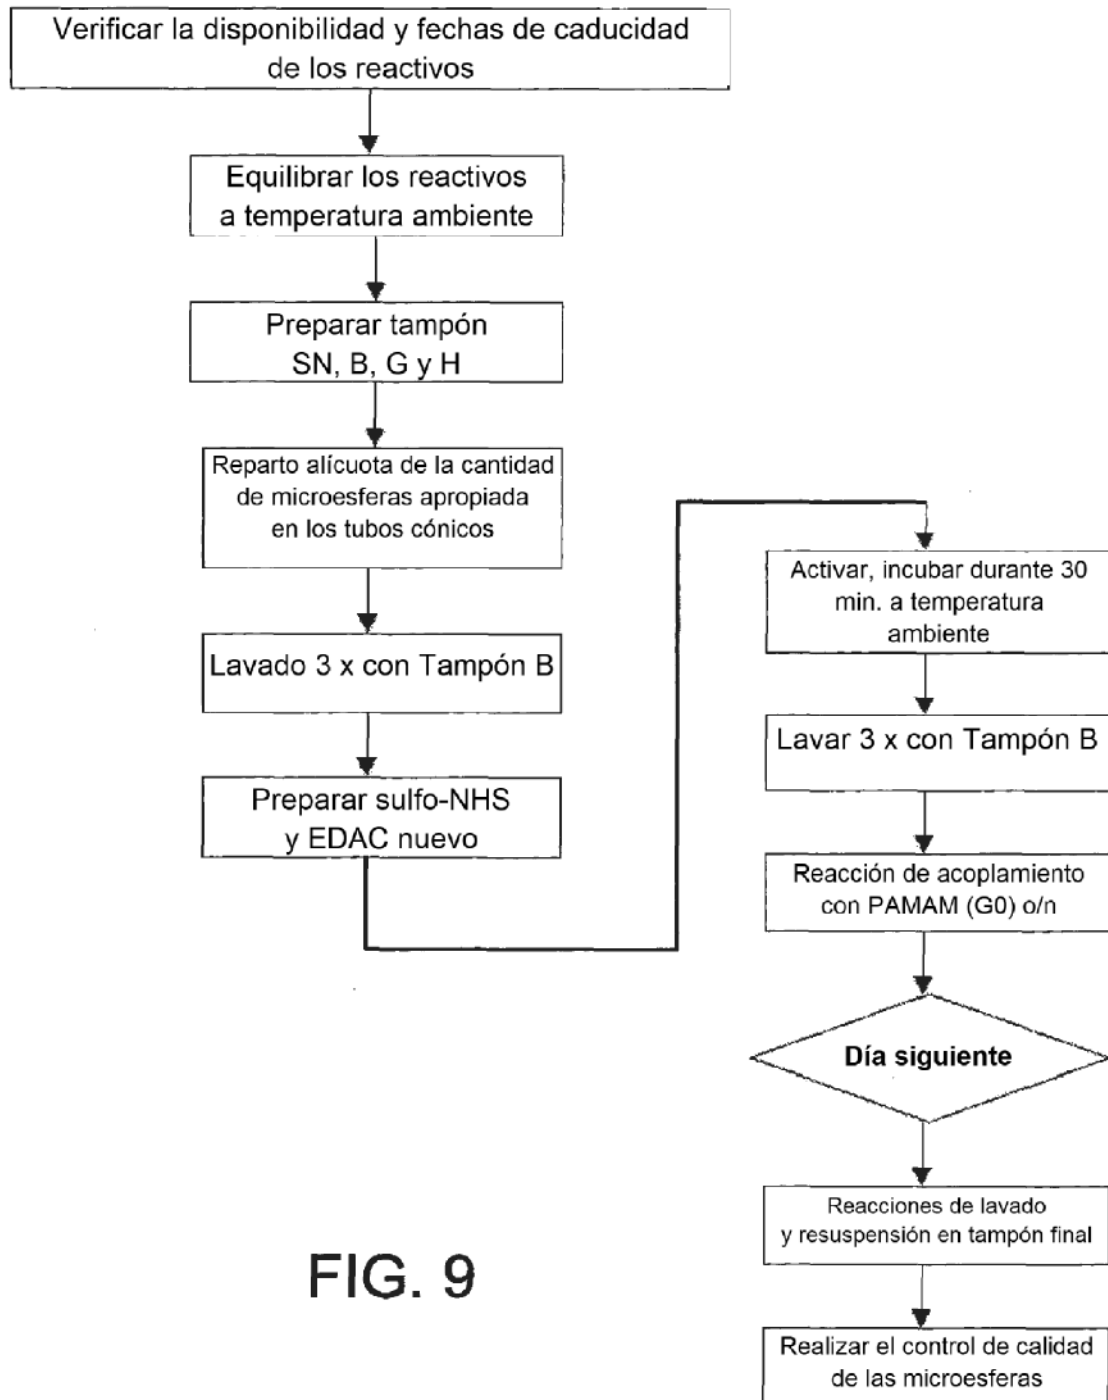 Verificar la disponibilidad y fechas de caducidad
de los reactivos
Equilibrar los reactivos
a temperatura ambiente
Preparar tampón
SN, B, G y H
Reparto alícuota de la cantidad
de microesferas apropiada
en los tubos cónicos
Lavado 3 x con Tampón B
Preparar sulfo-NHS
y EDAC nuevo
Activar, incubar durante 30
min. a temperatura
ambiente
Lavar 3 x con Tampón B
Reacción de acoplamiento
con PAMAM (G0) o/n
Día siguiente
Reacciones de lavado
y resuspensión en tampón final
Realizar el control de calidad
de las microesferas
FIG. 9